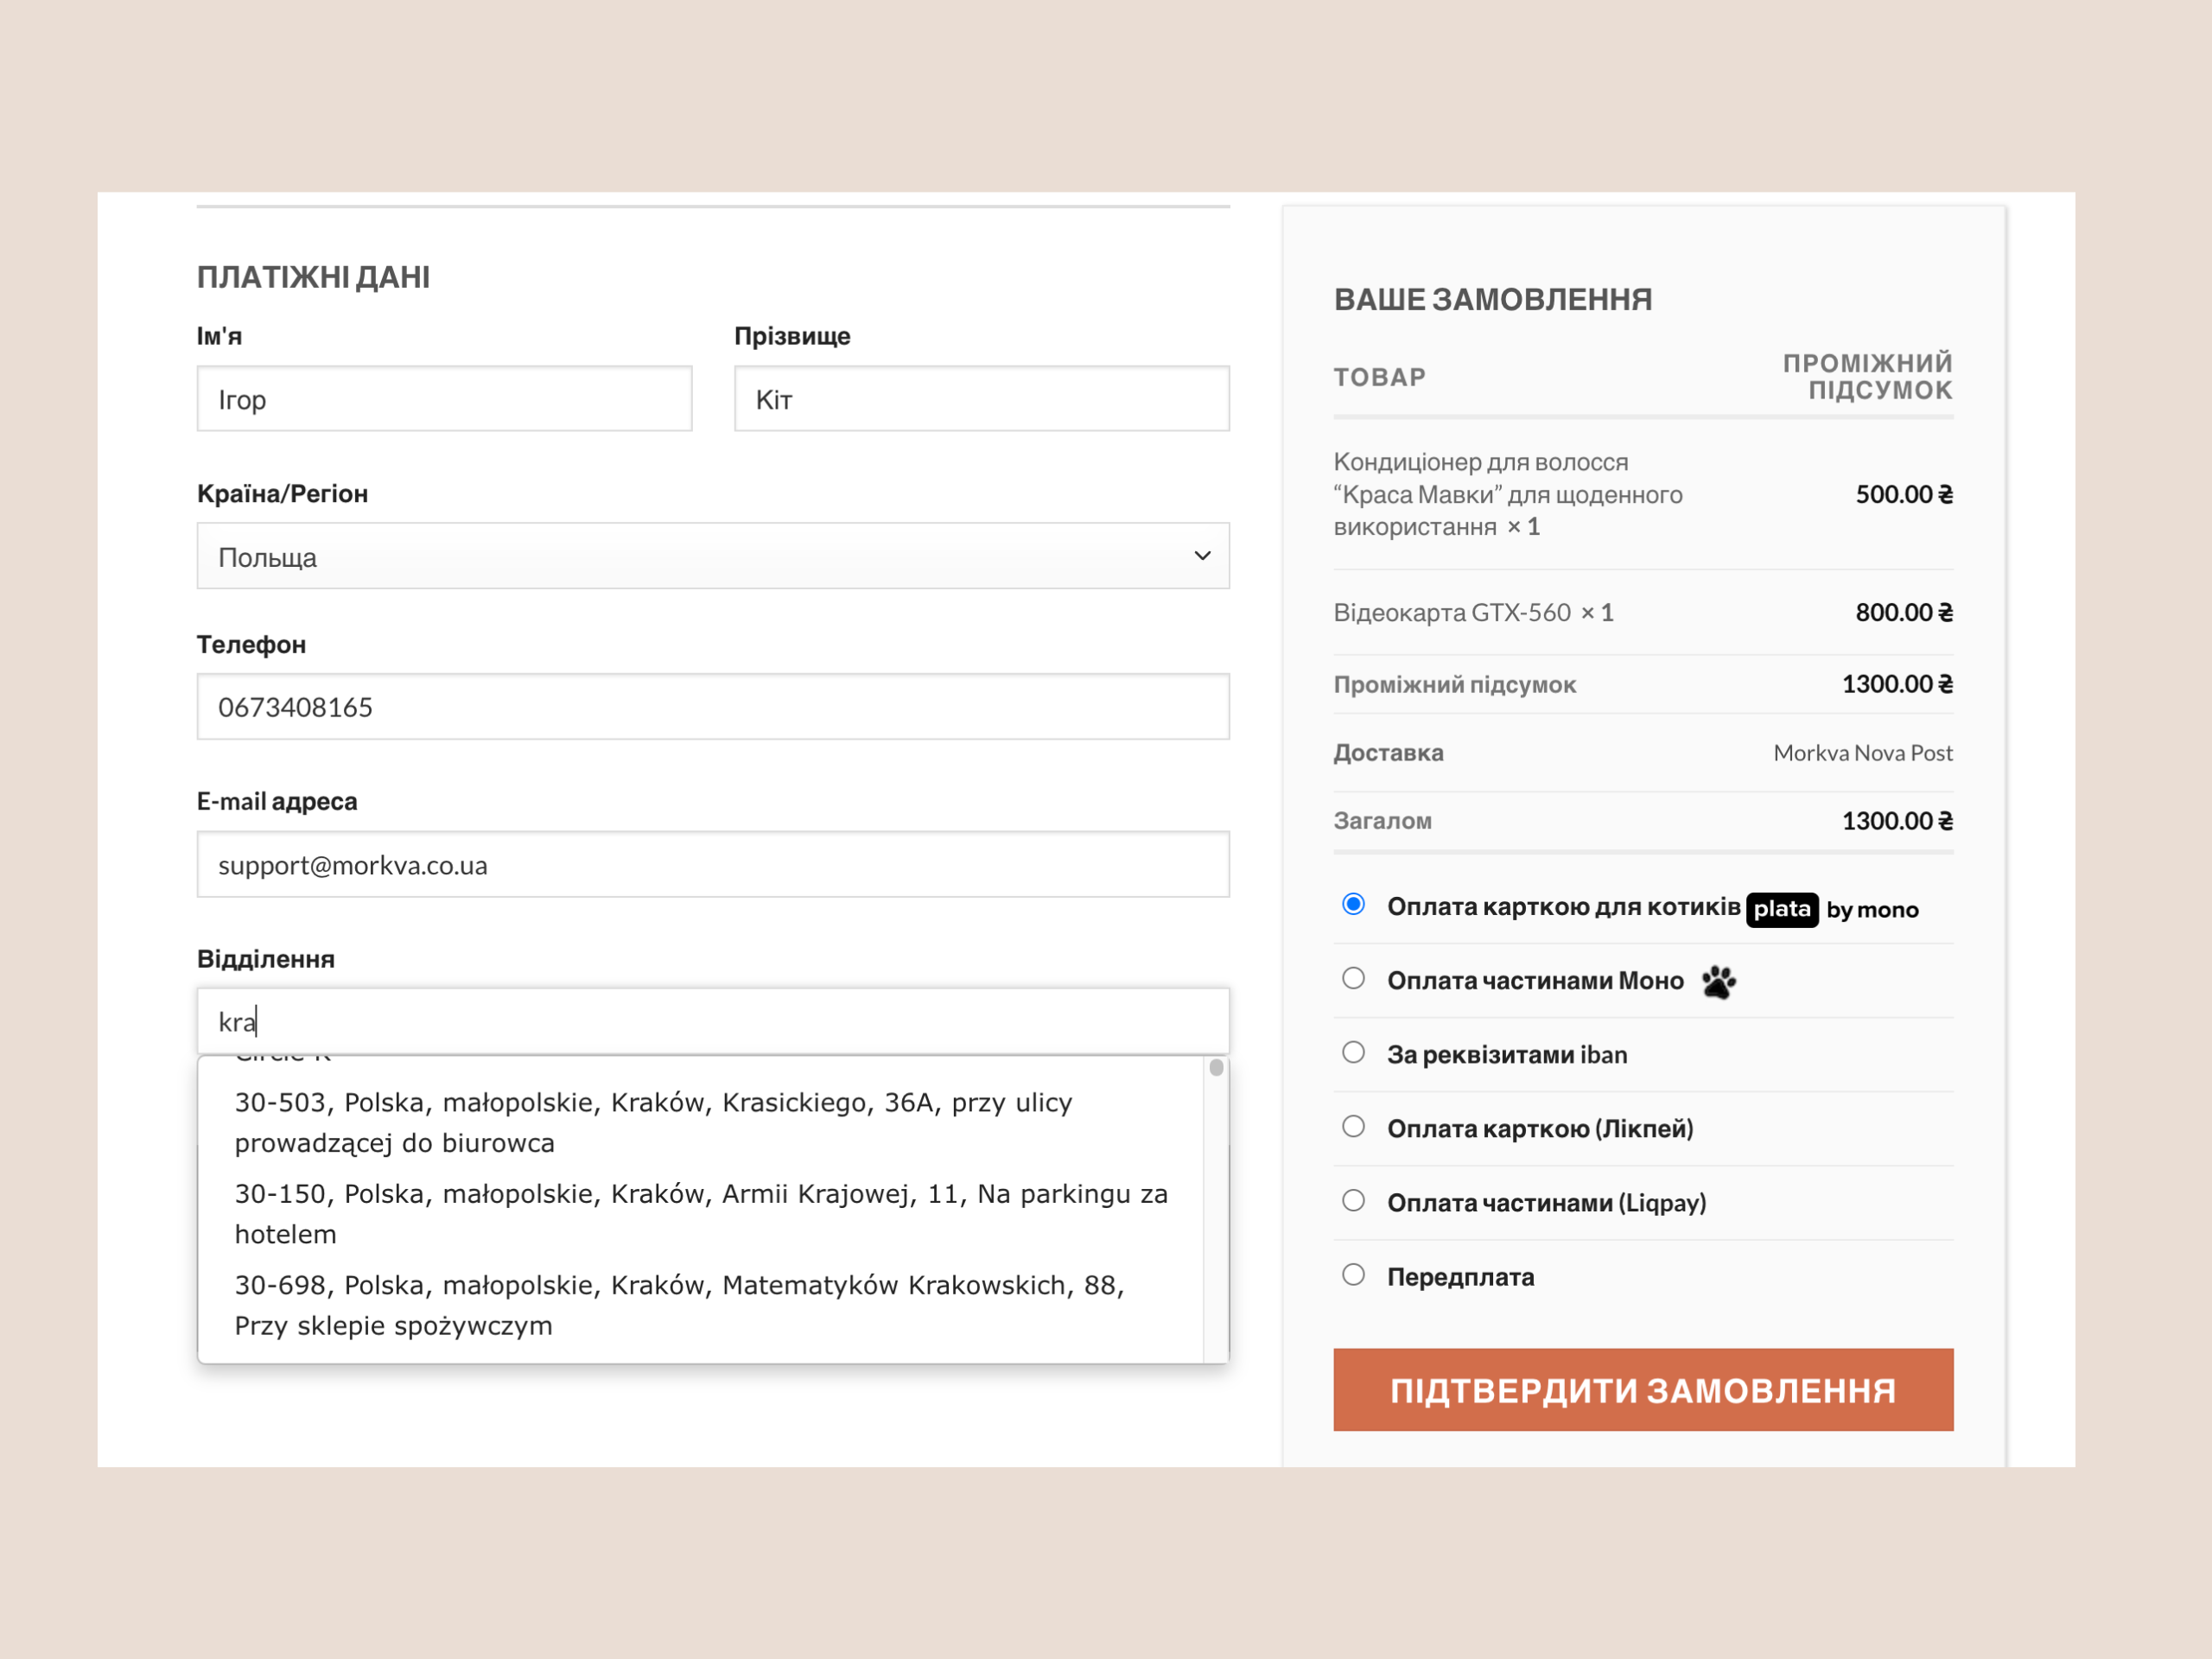 ПЛАТІЖНІ ДАНІ
Ім'я
Прізвище
Ігор
Кіт
Країна/Регіон
Польща
Телефон
0673408165
E-mail адреса
support@morkva.co.ua
Відділення
kra
Circle K
30-503, Polska, małopolskie, Kraków, Krasickiego, 36A, przy ulicy
prowadzącej do biurowca
30-150, Polska, małopolskie, Kraków, Armii Krajowej, 11, Na parkingu za
hotelem
30-698, Polska, małopolskie, Kraków, Matematyków Krakowskich, 88,
Przy sklepie spożywczym
ВАШЕ ЗАМОВЛЕННЯ
ТОВАР
ПРОМІЖНИЙ
ПІДСУМОК
Кондиціонер для волосся
“Краса Мавки” для щоденного
використання × 1
500.00 ₴
Відеокарта GTX-560 × 1
800.00 ₴
Проміжний підсумок
1300.00 ₴
Доставка
Morkva Nova Post
Загалом
1300.00 ₴
Оплата карткою для котиків plata by mono
Оплата частинами Моно
За реквізитами iban
Оплата карткою (Лікпей)
Оплата частинами (Liqpay)
Передплата
ПІДТВЕРДИТИ ЗАМОВЛЕННЯ